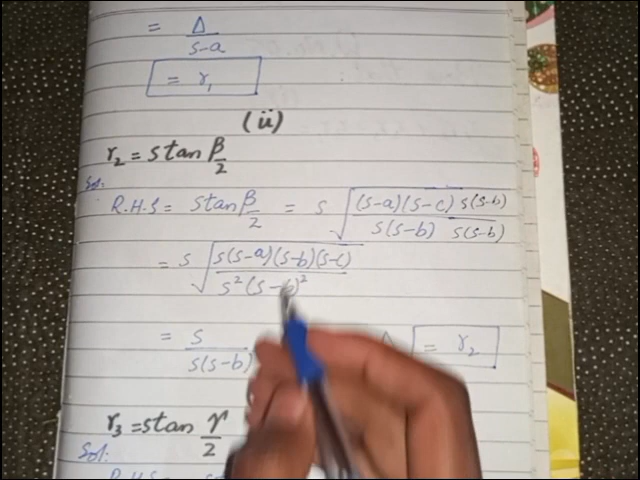 = Δ / s-a
= r₁
(ii)
r₂ = s tan β/2
Sol:
R.H.S = s tan β/2 = s √((s-a)(s-c) s(s-b) / s(s-b) s(s-b))
= s √(s(s-a)(s-b)(s-c) / s²(s-b)²)
= s / s(s-b) = r₂
r₃ = s tan γ/2
Sol:
R.H.S =